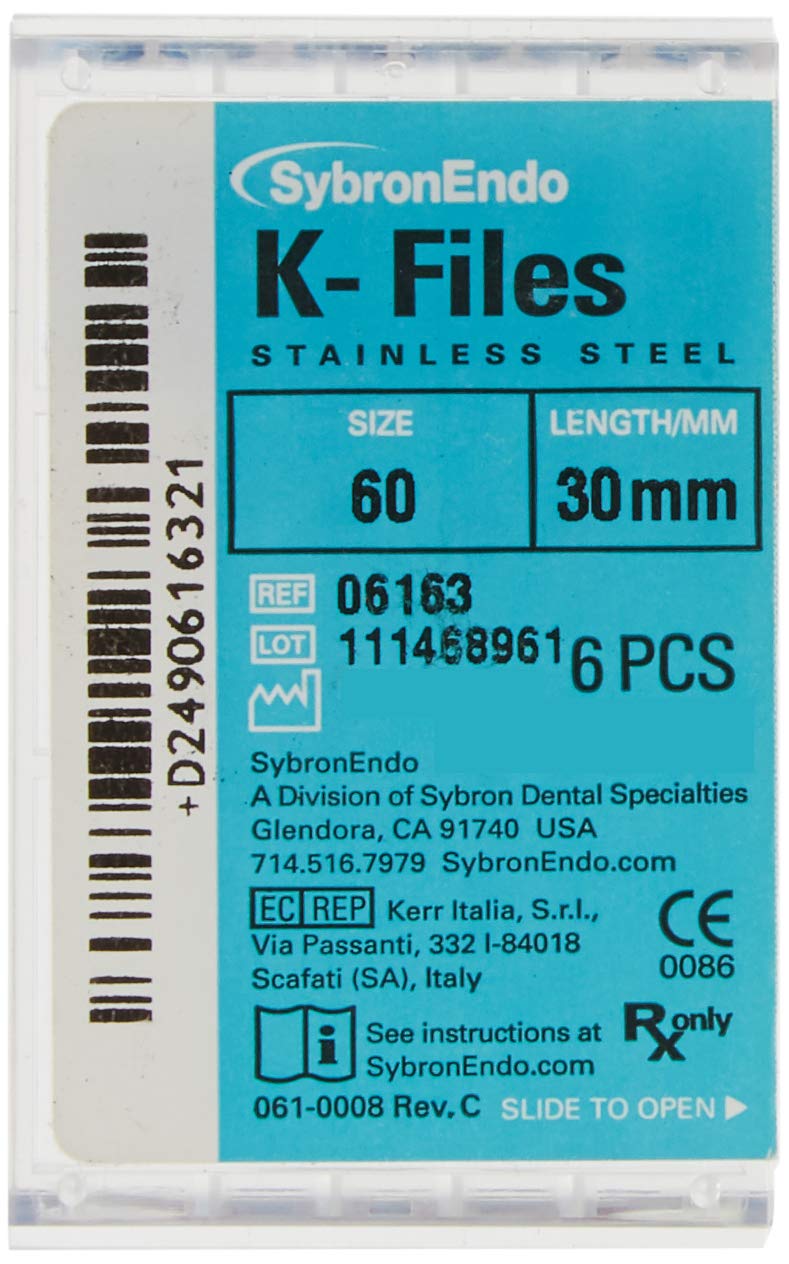 SybronEndo
K- Files
STAINLESS STEEL
SIZE
LENGTH/MM
60
30mm
REF 06163
LOT 111468961 6 PCS
SybronEndo
A Division of Sybron Dental Specialties
Glendora, CA 91740 USA
714.516.7979 SybronEndo.com
EC REP Kerr Italia, S.r.l.,
Via Passanti, 332 I-84018
Scafati (SA), Italy
CE
0086
i See instructions at
SybronEndo.com
Rx only
061-0008 Rev. C SLIDE TO OPEN
+D2490616321